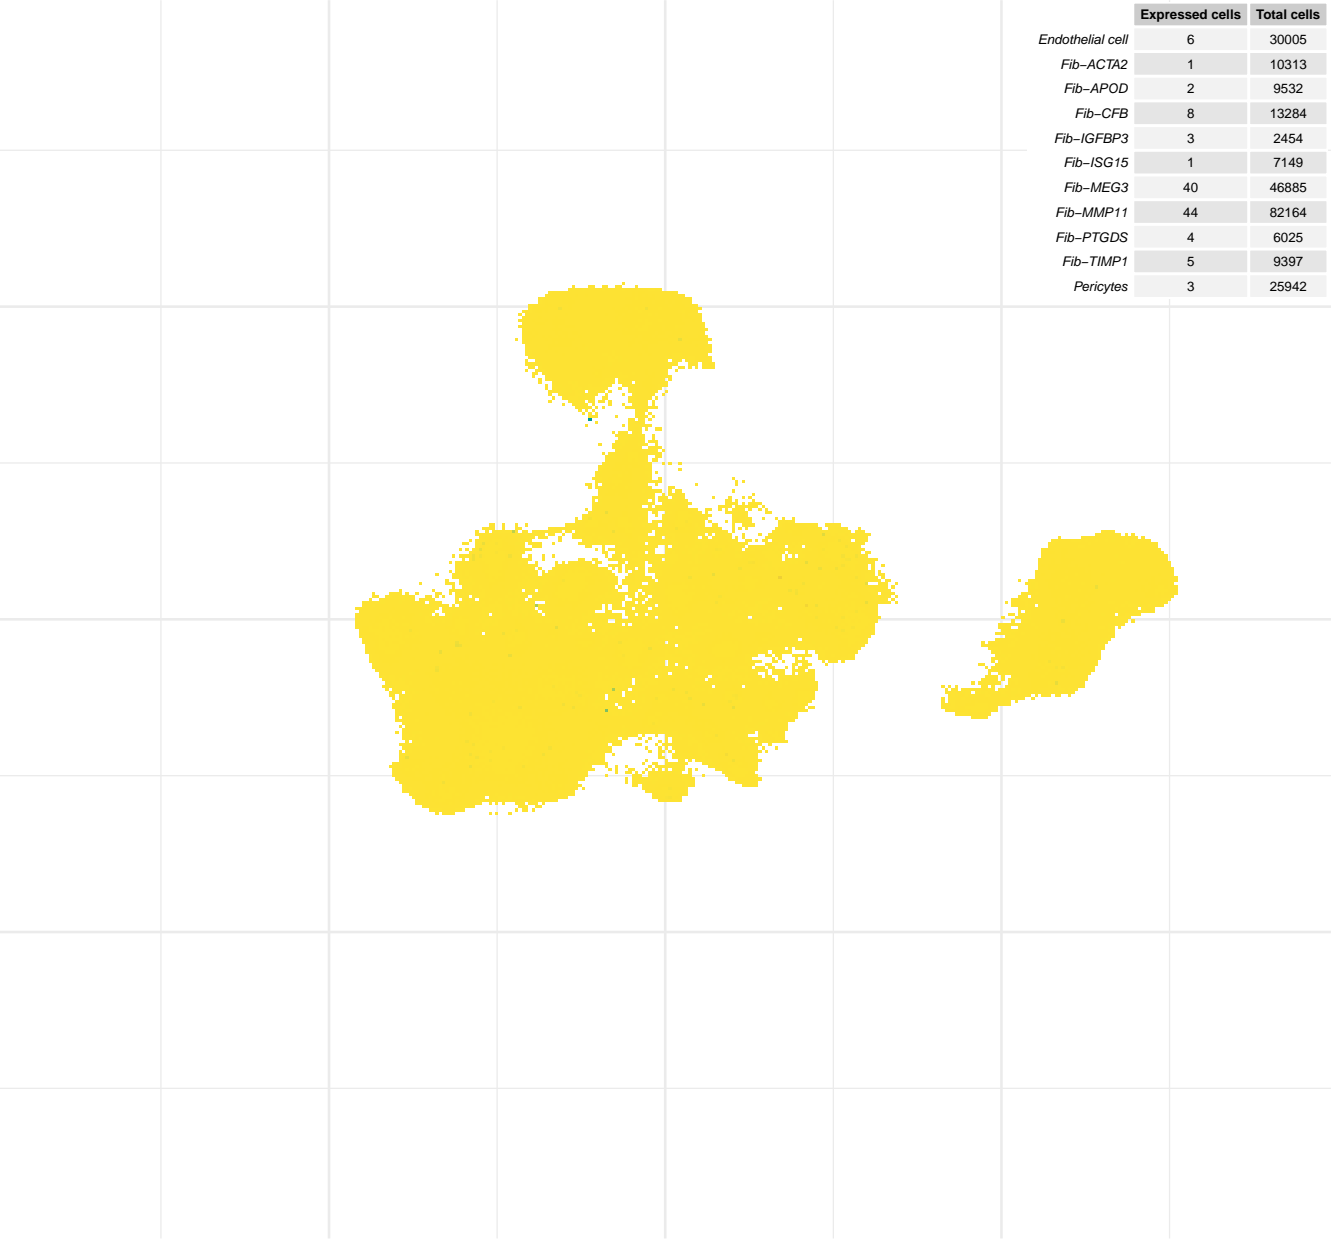 Expressed cells Total cells
Endothelial cell 6 30005
Fib−ACTA2 1 10313
Fib−APOD 2 9532
Fib−CFB 8 13284
Fib−IGFBP3 3 2454
Fib−ISG15 1 7149
Fib−MEG3 40 46885
Fib−MMP11 44 82164
Fib−PTGDS 4 6025
Fib−TIMP1 5 9397
Pericytes 3 25942